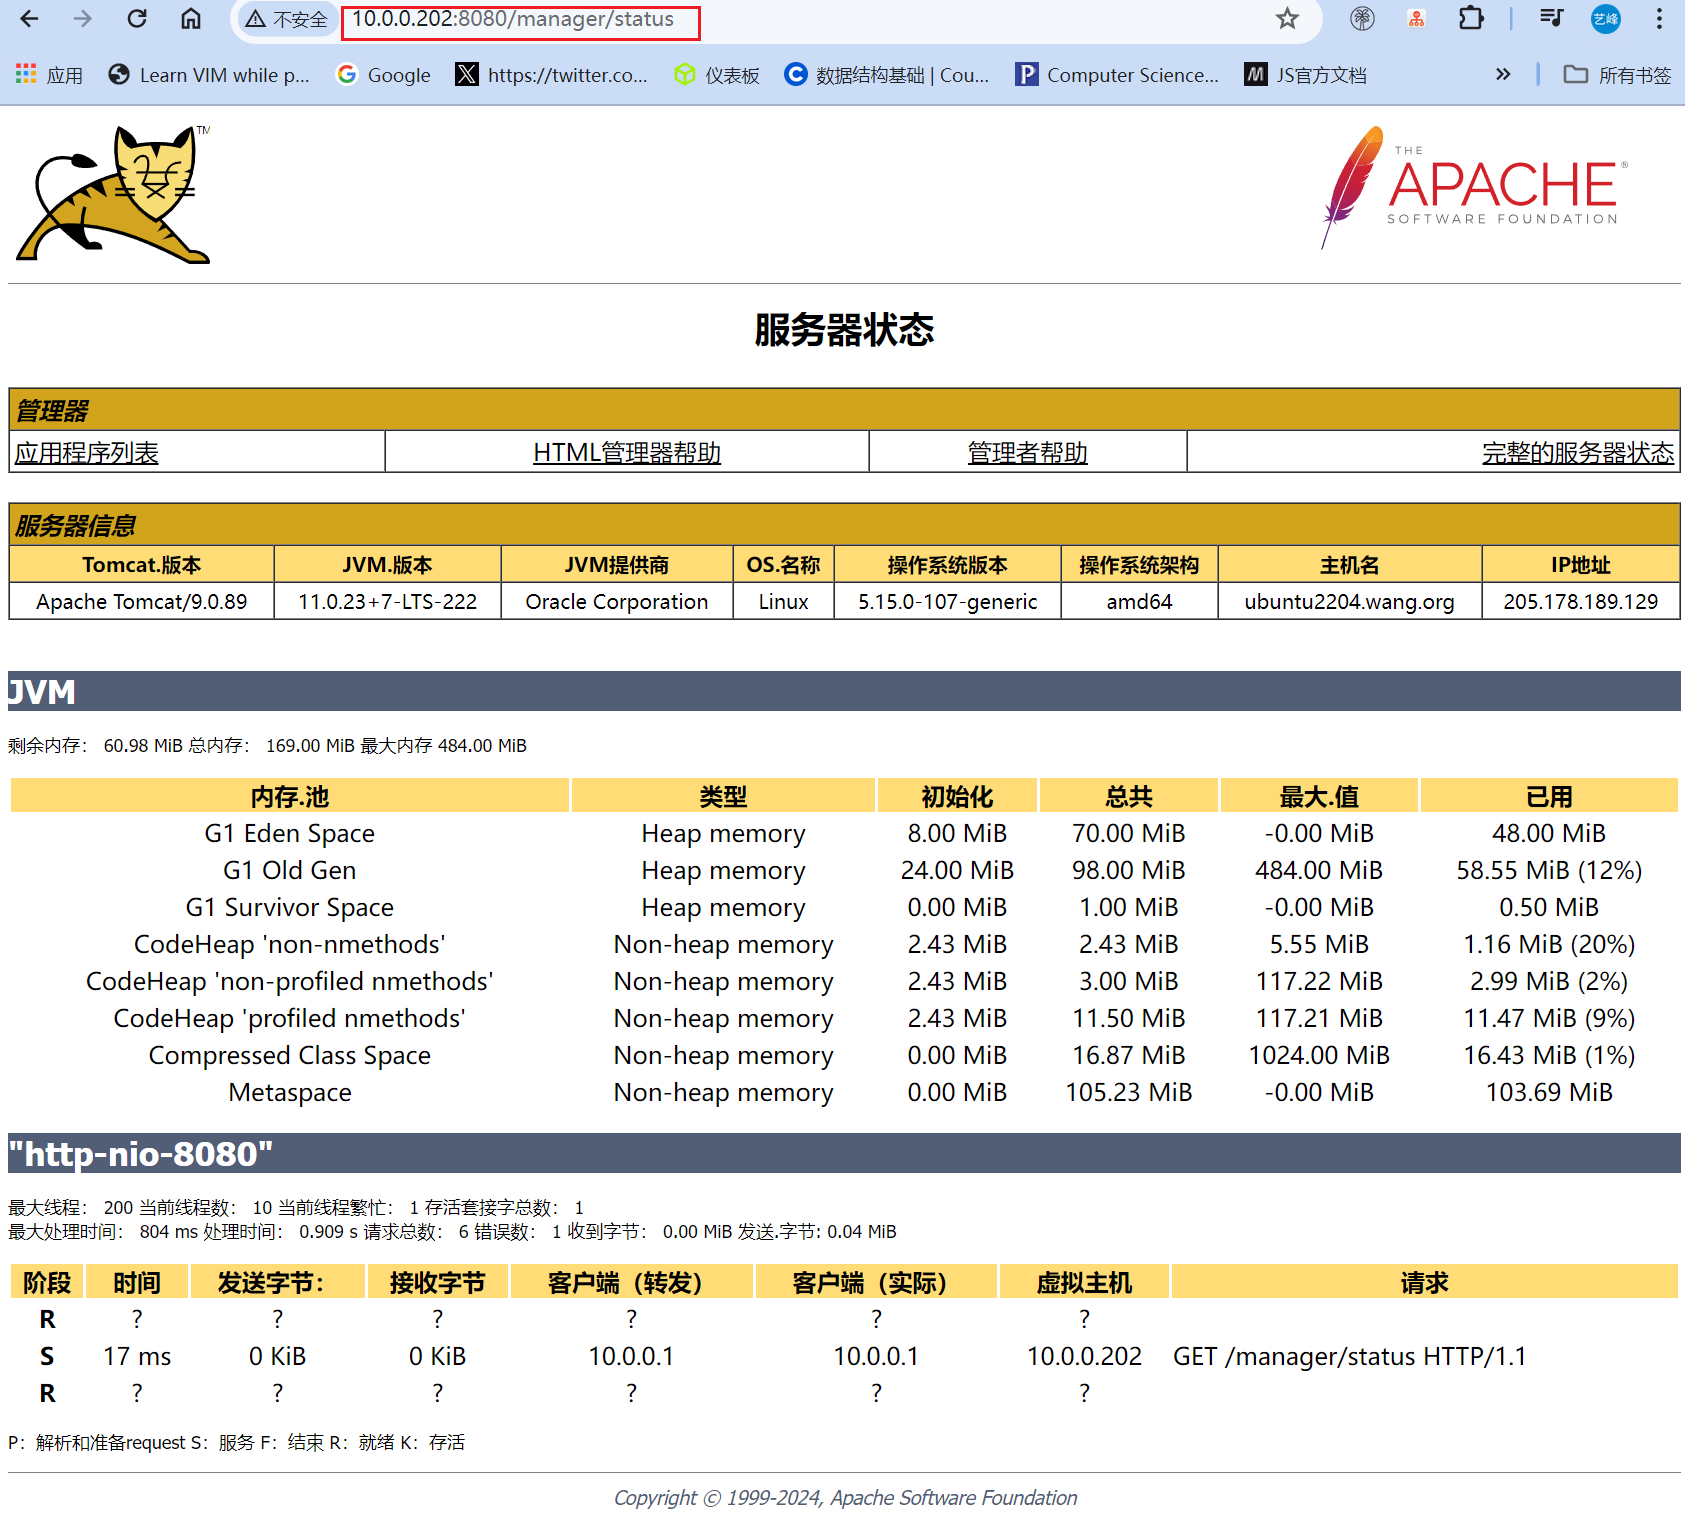 不安全 10.0.0.202:8080/manager/status 艺峰
应用 Learn VIM while p... Google https://twitter.co... 仪表板 数据结构基础 | Cou... Computer Science... JS官方文档 » 所有书签
TM
THE
APACHE®
SOFTWARE FOUNDATION
服务器状态
管理器
应用程序列表 HTML管理器帮助 管理者帮助 完整的服务器状态
服务器信息
Tomcat.版本 JVM.版本 JVM提供商 OS.名称 操作系统版本 操作系统架构 主机名 IP地址
Apache Tomcat/9.0.89 11.0.23+7-LTS-222 Oracle Corporation Linux 5.15.0-107-generic amd64 ubuntu2204.wang.org 205.178.189.129
JVM
剩余内存： 60.98 MiB 总内存： 169.00 MiB 最大内存 484.00 MiB
内存.池 类型 初始化 总共 最大.值 已用
G1 Eden Space Heap memory 8.00 MiB 70.00 MiB -0.00 MiB 48.00 MiB
G1 Old Gen Heap memory 24.00 MiB 98.00 MiB 484.00 MiB 58.55 MiB (12%)
G1 Survivor Space Heap memory 0.00 MiB 1.00 MiB -0.00 MiB 0.50 MiB
CodeHeap 'non-nmethods' Non-heap memory 2.43 MiB 2.43 MiB 5.55 MiB 1.16 MiB (20%)
CodeHeap 'non-profiled nmethods' Non-heap memory 2.43 MiB 3.00 MiB 117.22 MiB 2.99 MiB (2%)
CodeHeap 'profiled nmethods' Non-heap memory 2.43 MiB 11.50 MiB 117.21 MiB 11.47 MiB (9%)
Compressed Class Space Non-heap memory 0.00 MiB 16.87 MiB 1024.00 MiB 16.43 MiB (1%)
Metaspace Non-heap memory 0.00 MiB 105.23 MiB -0.00 MiB 103.69 MiB
"http-nio-8080"
最大线程： 200 当前线程数： 10 当前线程繁忙： 1 存活套接字总数： 1
最大处理时间： 804 ms 处理时间： 0.909 s 请求总数： 6 错误数： 1 收到字节： 0.00 MiB 发送.字节: 0.04 MiB
阶段 时间 发送字节： 接收字节 客户端（转发） 客户端（实际） 虚拟主机 请求
R ? ? ? ? ? ?
S 17 ms 0 KiB 0 KiB 10.0.0.1 10.0.0.1 10.0.0.202 GET /manager/status HTTP/1.1
R ? ? ? ? ? ?
P：解析和准备request S：服务 F：结束 R：就绪 K：存活
Copyright © 1999-2024, Apache Software Foundation